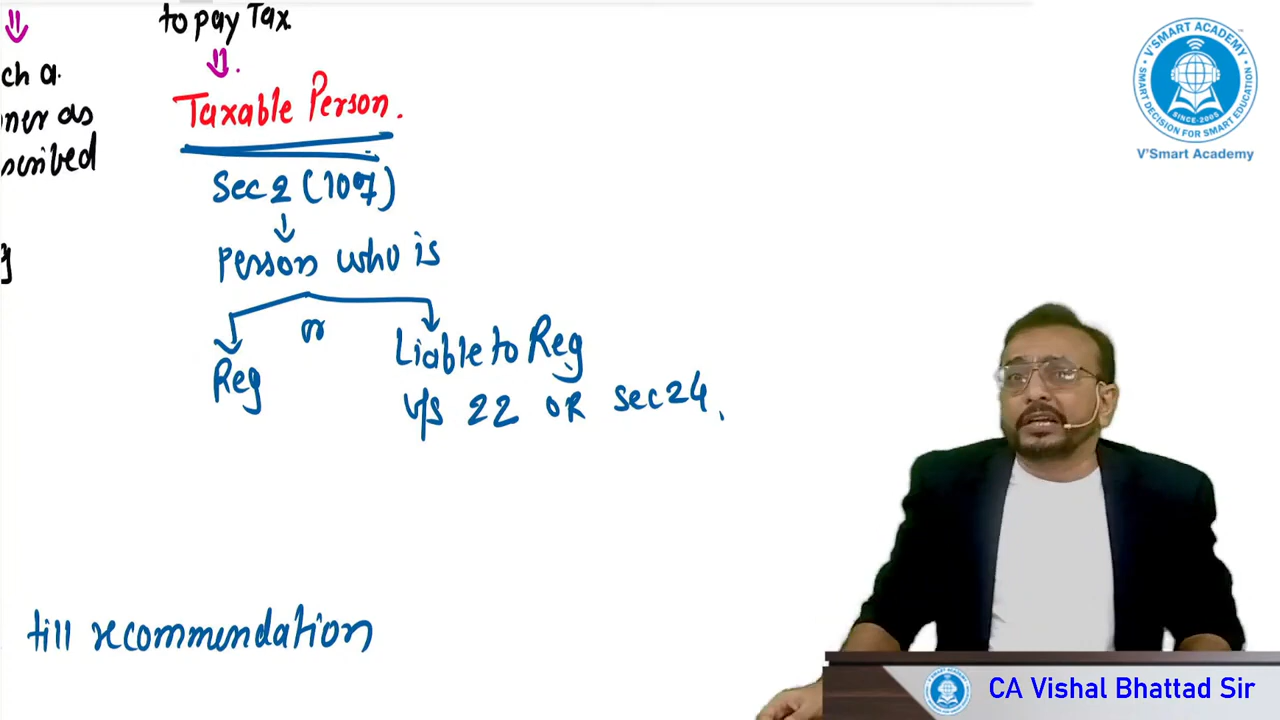 to pay Tax
ch a
ner as
scribed
Taxable Person.
Sec 2 (107)
person who is
or
Reg
Liable to Reg
u/s 22 OR sec 24,
till recommendation
V'SMART ACADEMY
SMART DECISION FOR SMART EDUCATION
SINCE-2005
V'Smart Academy
CA Vishal Bhattad Sir